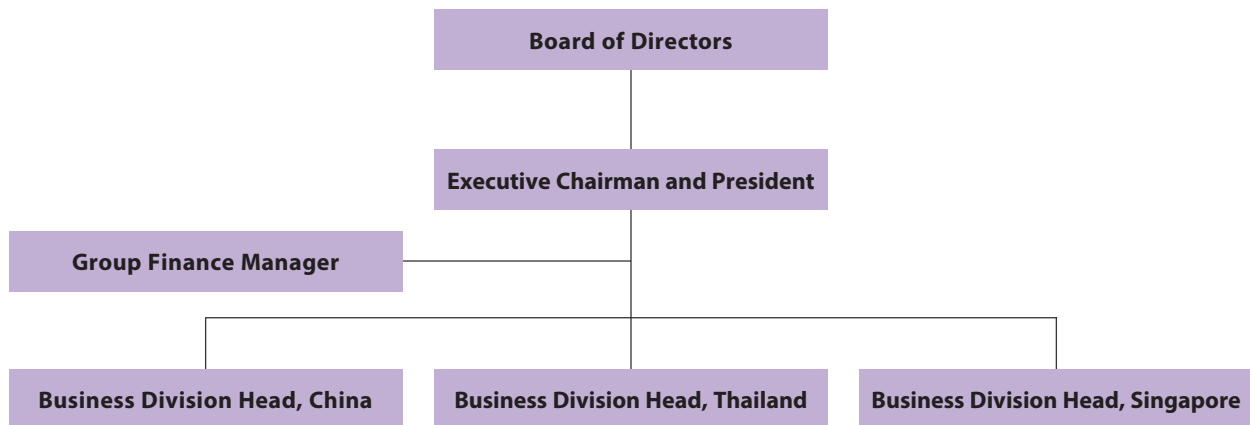 Board of Directors
Executive Chairman and President
Group Finance Manager
Business Division Head, China
Business Division Head, Thailand
Business Division Head, Singapore